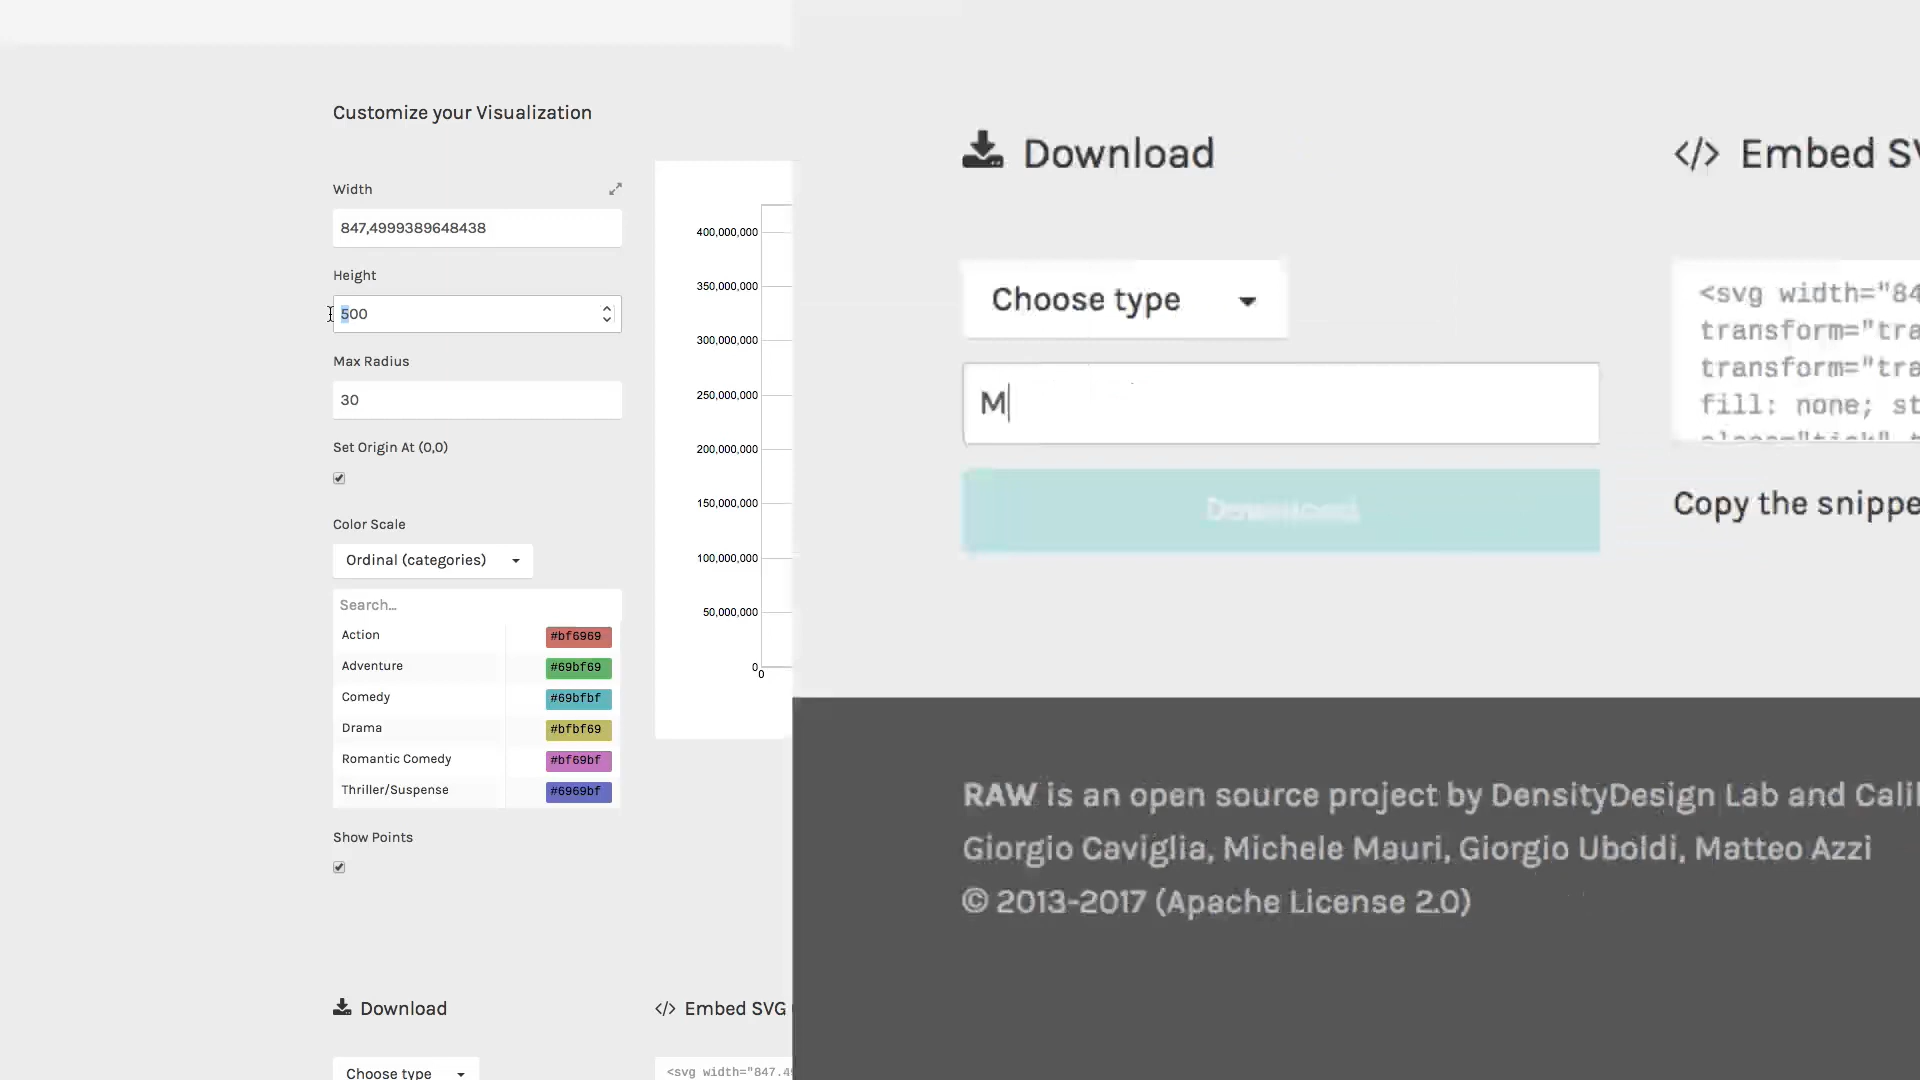 Customize your Visualization
Width
847,4999389648438
Height
500
Max Radius
30
Set Origin At (0,0)
Color Scale
Ordinal (categories)
Search...
Action #bf6969
Adventure #69bf69
Comedy #69bfbf
Drama #bfbf69
Romantic Comedy #bf69bf
Thriller/Suspense #6969bf
Show Points
400,000,000
350,000,000
300,000,000
250,000,000
200,000,000
150,000,000
100,000,000
50,000,000
0
0
Download
Embed SVG
Choose type
<svg width="847.49
Download
Embed SV
Choose type
M
Download
<svg width="84
transform="tra
transform="tra
fill: none; st
Copy the snippe
RAW is an open source project by DensityDesign Lab and Cali
Giorgio Caviglia, Michele Mauri, Giorgio Uboldi, Matteo Azzi
© 2013-2017 (Apache License 2.0)